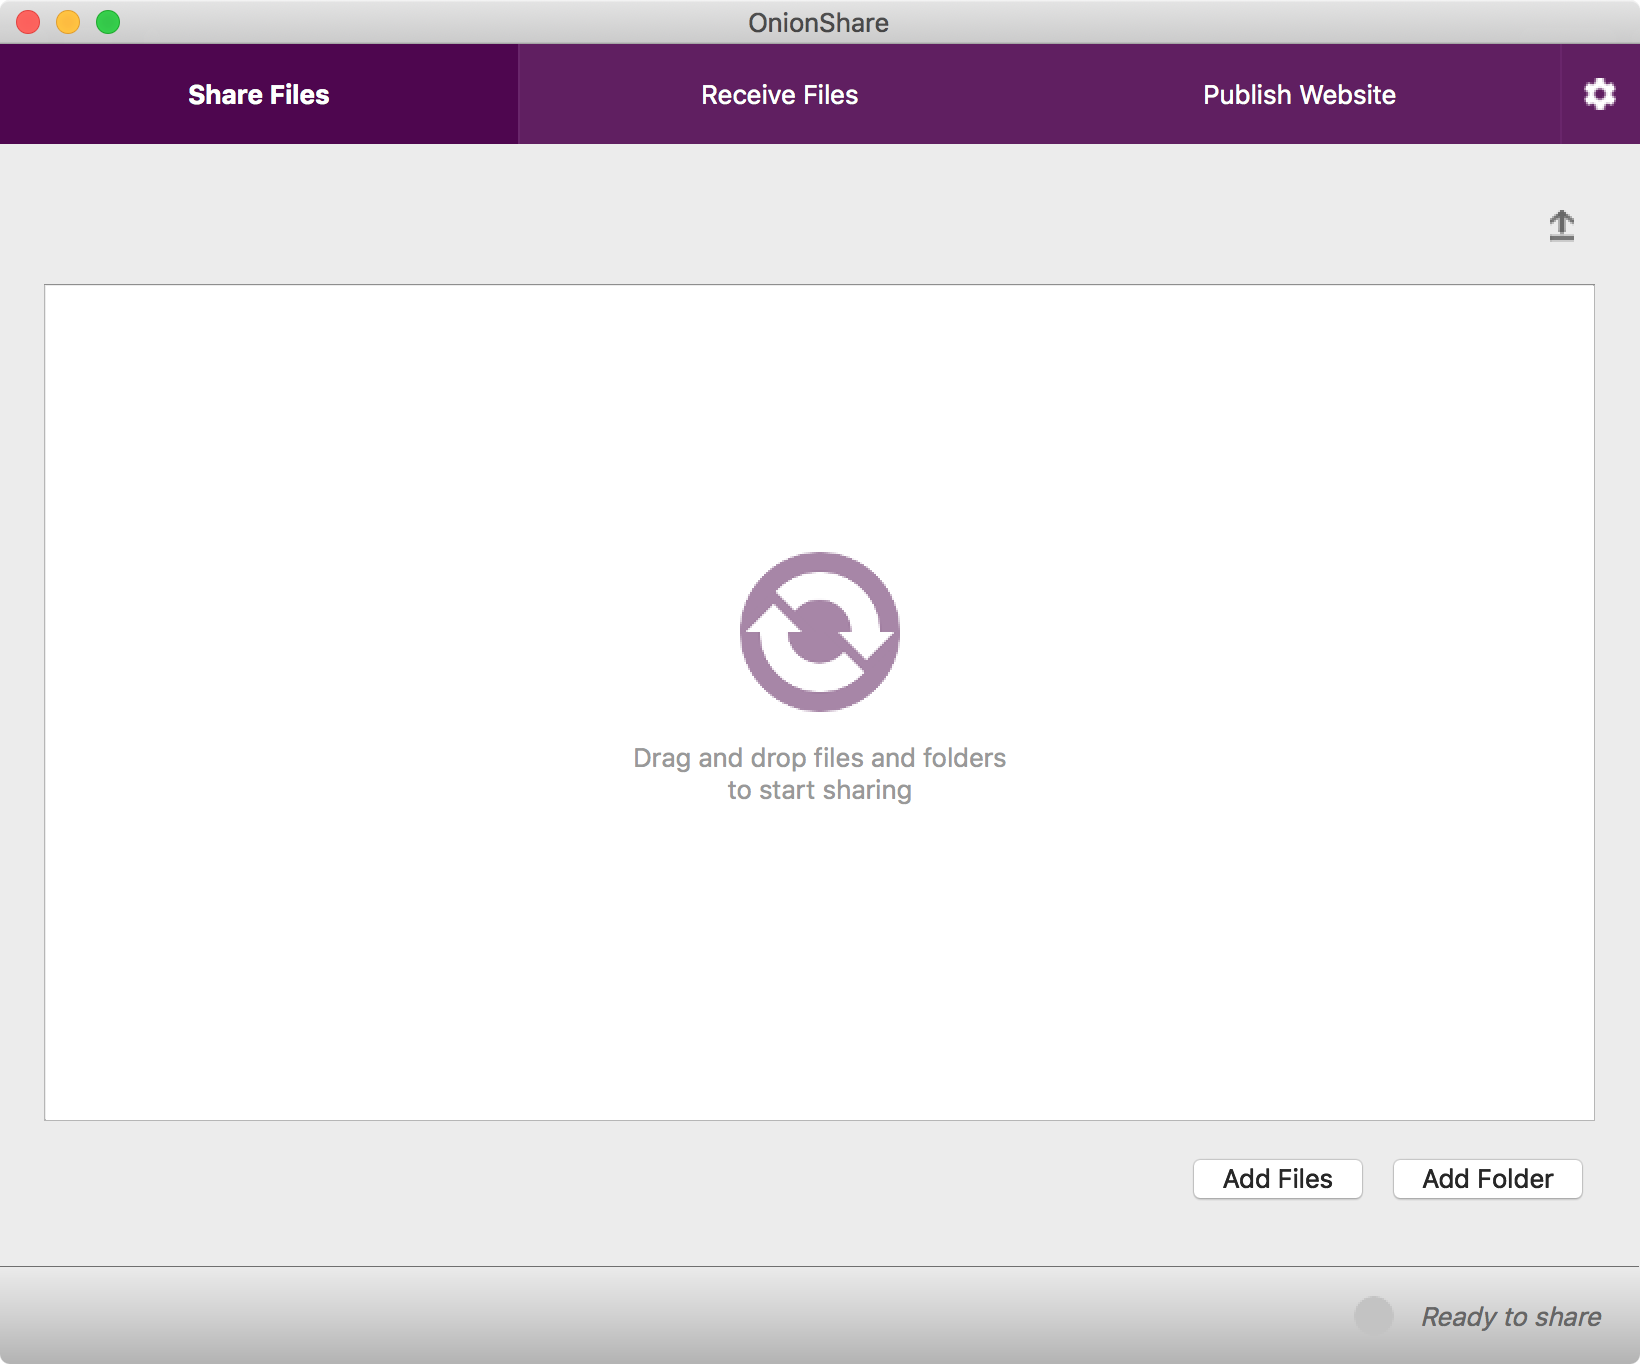 OnionShare
Share Files
Receive Files
Publish Website
Drag and drop files and folders
to start sharing
Add Files
Add Folder
Ready to share